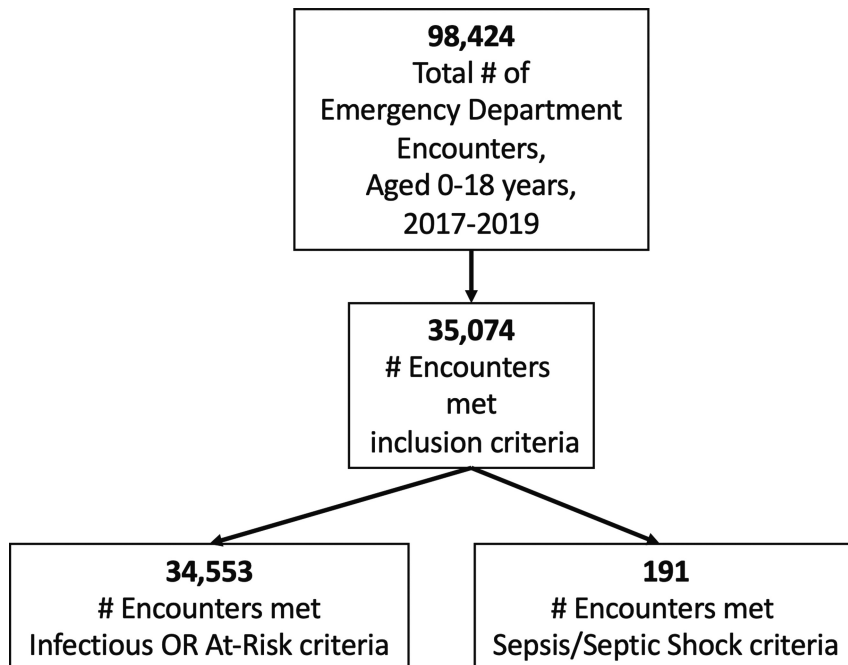 98,424
Total # of
Emergency Department
Encounters,
Aged 0-18 years,
2017-2019
35,074
# Encounters
met
inclusion criteria
34,553
# Encounters met
Infectious OR At-Risk criteria
191
# Encounters met
Sepsis/Septic Shock criteria